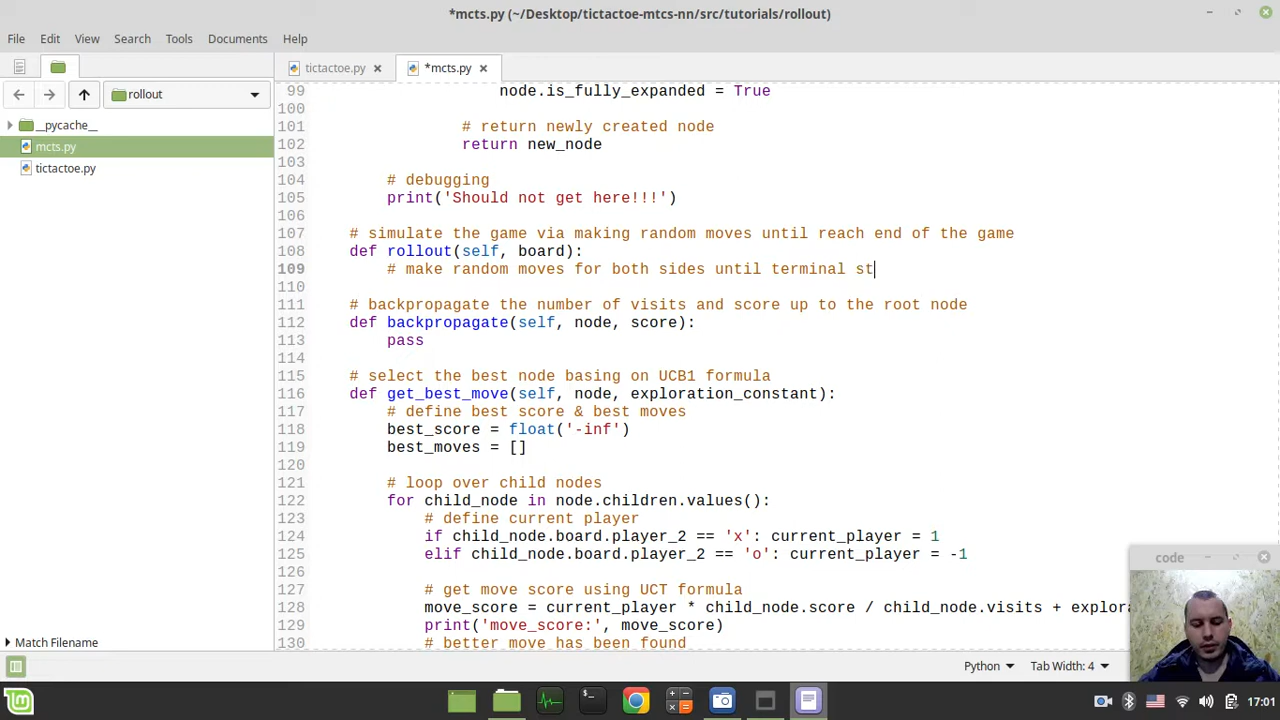 *mcts.py (~/Desktop/tictactoe-mtcs-nn/src/tutorials/rollout)
File Edit View Search Tools Documents Help
tictactoe.py
*mcts.py
rollout
__pycache__
mcts.py
tictactoe.py
99 node.is_fully_expanded = True
100
101 # return newly created node
102 return new_node
103
104 # debugging
105 print('Should not get here!!!')
106
107 # simulate the game via making random moves until reach end of the game
108 def rollout(self, board):
109 # make random moves for both sides until terminal st
110
111 # backpropagate the number of visits and score up to the root node
112 def backpropagate(self, node, score):
113 pass
114
115 # select the best node basing on UCB1 formula
116 def get_best_move(self, node, exploration_constant):
117 # define best score & best moves
118 best_score = float('-inf')
119 best_moves = []
120
121 # loop over child nodes
122 for child_node in node.children.values():
123 # define current player
124 if child_node.board.player_2 == 'x': current_player = 1
125 elif child_node.board.player_2 == 'o': current_player = -1
126
127 # get move score using UCT formula
128 move_score = current_player * child_node.score / child_node.visits + explora
129 print('move_score:', move_score)
130 # better move has been found
Match Filename
code
Python Tab Width: 4
17:01